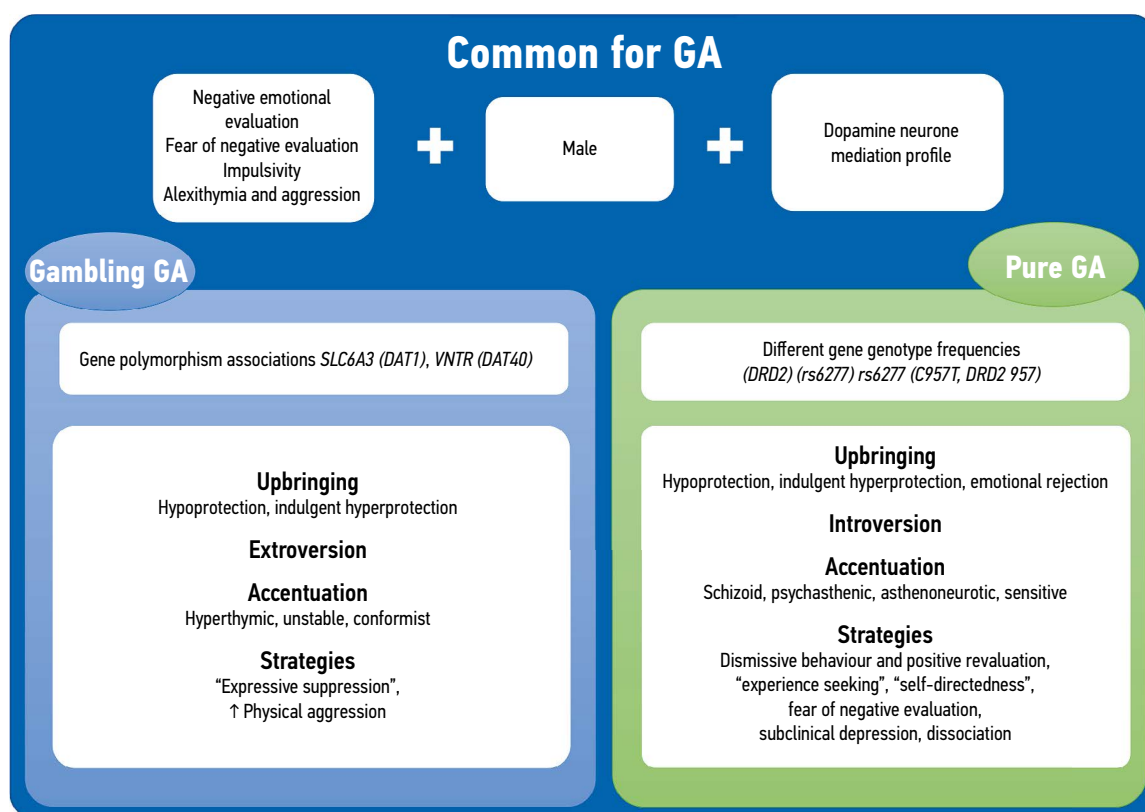 Common for GA
Negative emotional
evaluation
Fear of negative evaluation
Impulsivity
Alexithymia and aggression
Male
Dopamine neurone
mediation profile
Gambling GA
Gene polymorphism associations SLC6A3 (DAT1), VNTR (DAT40)
Upbringing
Hypoprotection, indulgent hyperprotection
Extroversion
Accentuation
Hyperthymic, unstable, conformist
Strategies
“Expressive suppression”,
↑ Physical aggression
Pure GA
Different gene genotype frequencies
(DRD2) (rs6277) rs6277 (C957T, DRD2 957)
Upbringing
Hypoprotection, indulgent hyperprotection, emotional rejection
Introversion
Accentuation
Schizoid, psychasthenic, asthenoneurotic, sensitive
Strategies
Dismissive behaviour and positive revaluation,
“experience seeking”, “self-directedness”,
fear of negative evaluation,
subclinical depression, dissociation